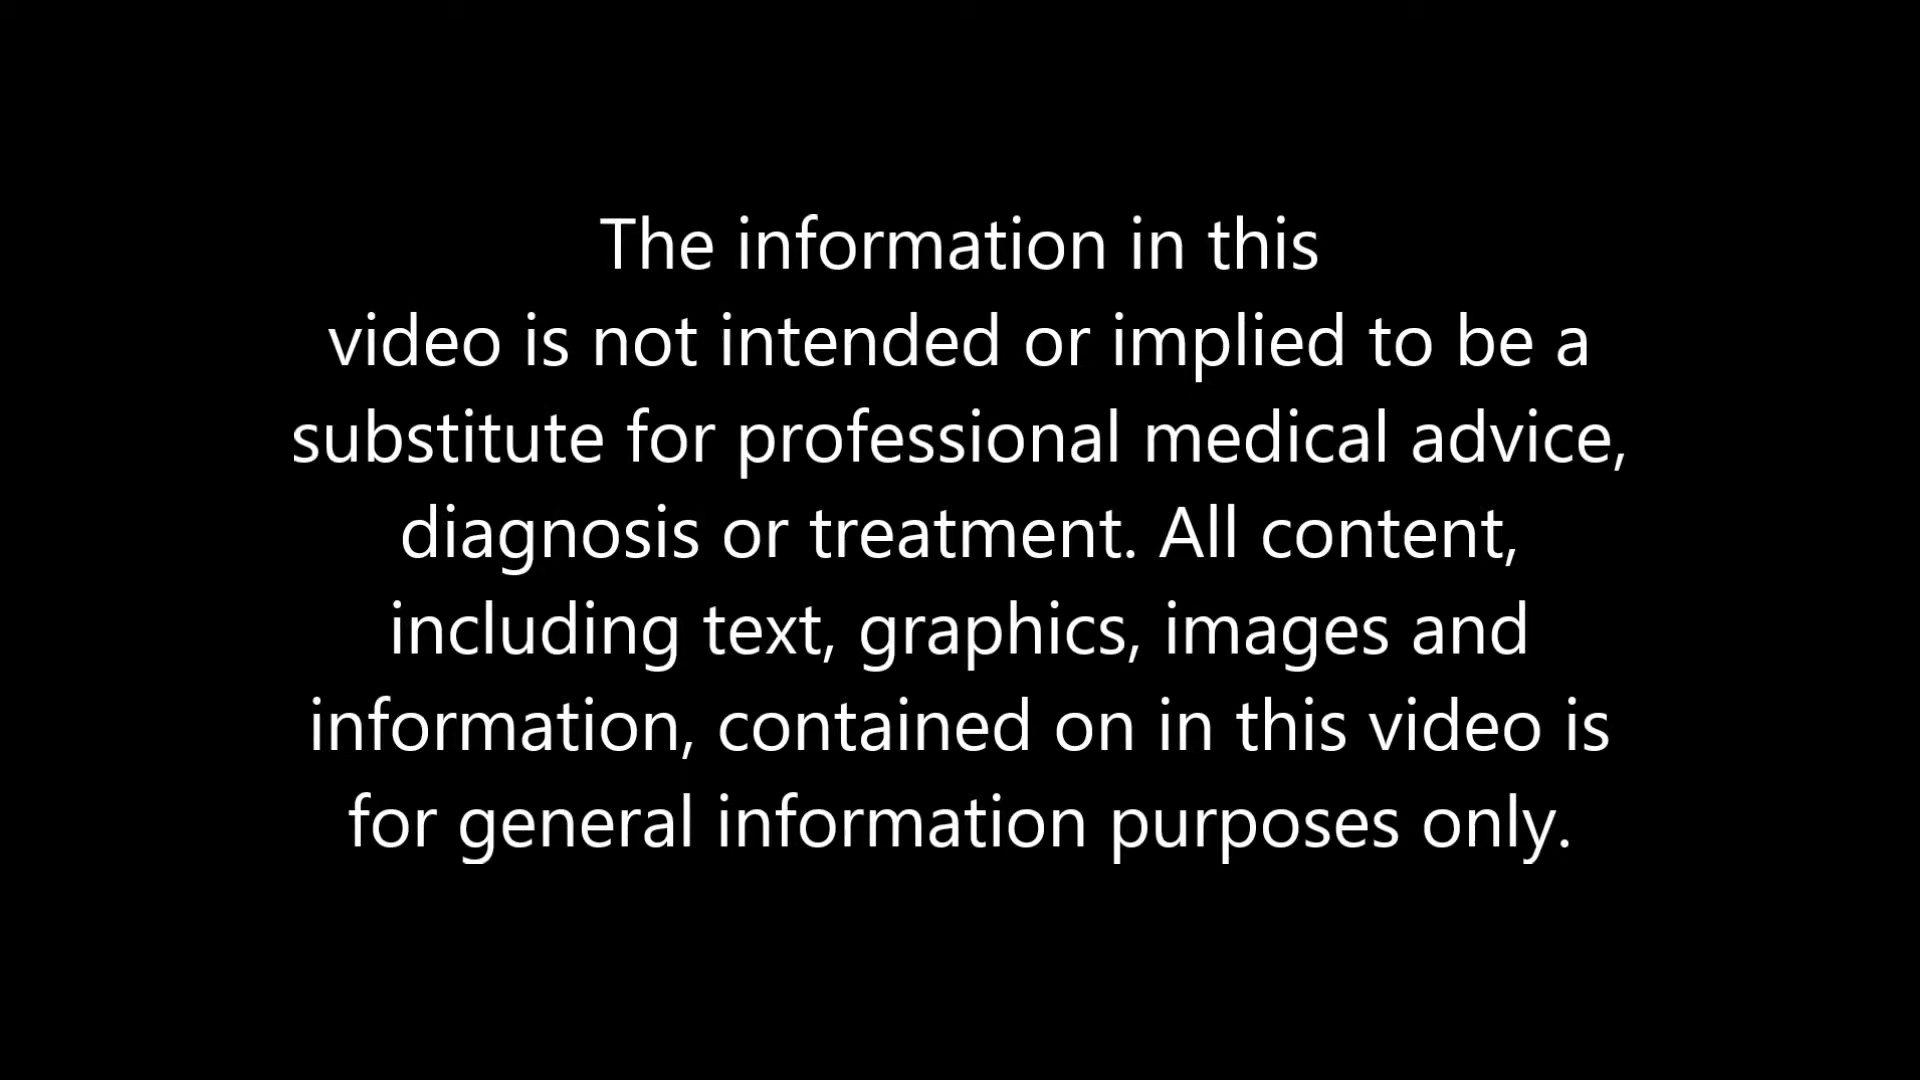 The information in this
video is not intended or implied to be a
substitute for professional medical advice,
diagnosis or treatment. All content,
including text, graphics, images and
information, contained on in this video is
for general information purposes only.